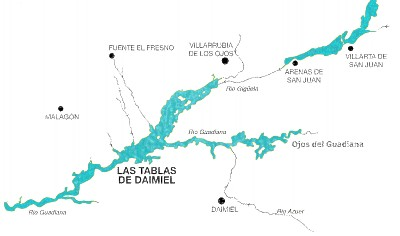 VILLARRUBIA
DE LOS OJOS
FUENTE EL FRESNO
VILLARTA DE
SAN JUAN
ARENAS DE
SAN JUAN
Río Gigüela
MALAGON
Río Guadiana
Ojos del Guadiana
LAS TABLAS
DE DAIMIEL
DAIMIEL
Río Azuer
Río Guadiana